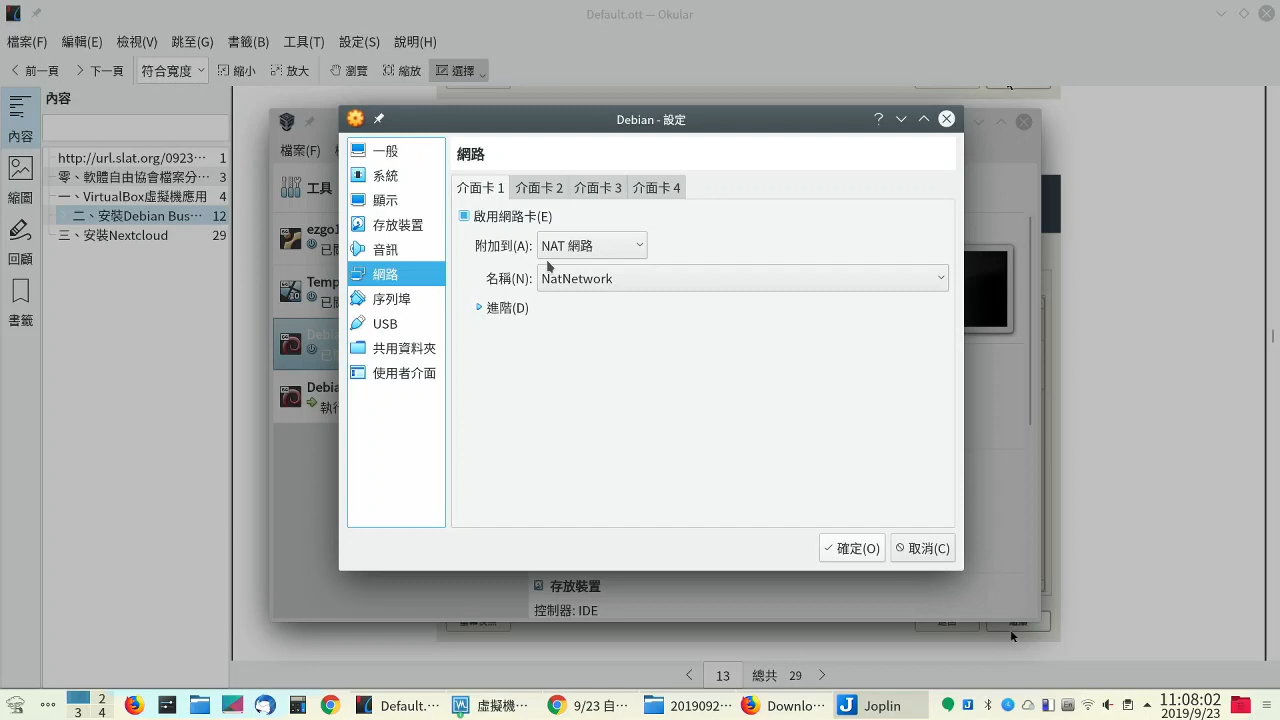 Default.ott — Okular
檔案(F) 編輯(E) 檢視(V) 跳至(G) 書籤(B) 工具(T) 設定(S) 說明(H)
前一頁 下一頁 符合寬度 縮小 放大 瀏覽 縮放 選擇
內容
內容
縮圖
回顧
書籤
http://url.slat.org/0923··· 1
零、軟體自由協會檔案分··· 3
一、VirtualBox虛擬機應用 4
二、安裝Debian Bus··· 12
三、安裝Nextcloud 29
檔案(F)
工具
ezgo1
已
Temp
已
Debia
已
Debia
執行
Debian - 設定
?
一般
系統
顯示
存放裝置
音訊
網路
序列埠
USB
共用資料夾
使用者介面
網路
介面卡 1 介面卡 2 介面卡 3 介面卡 4
啟用網路卡(E)
附加到(A): NAT 網路
名稱(N): NatNetwork
進階(D)
確定(O) 取消(C)
存放裝置
控制器: IDE
13 總共 29
1 2
3 4
Default.··· 虛擬機··· 9/23 自··· 2019092··· Downlo··· Joplin
11:08:02
2019/9/23